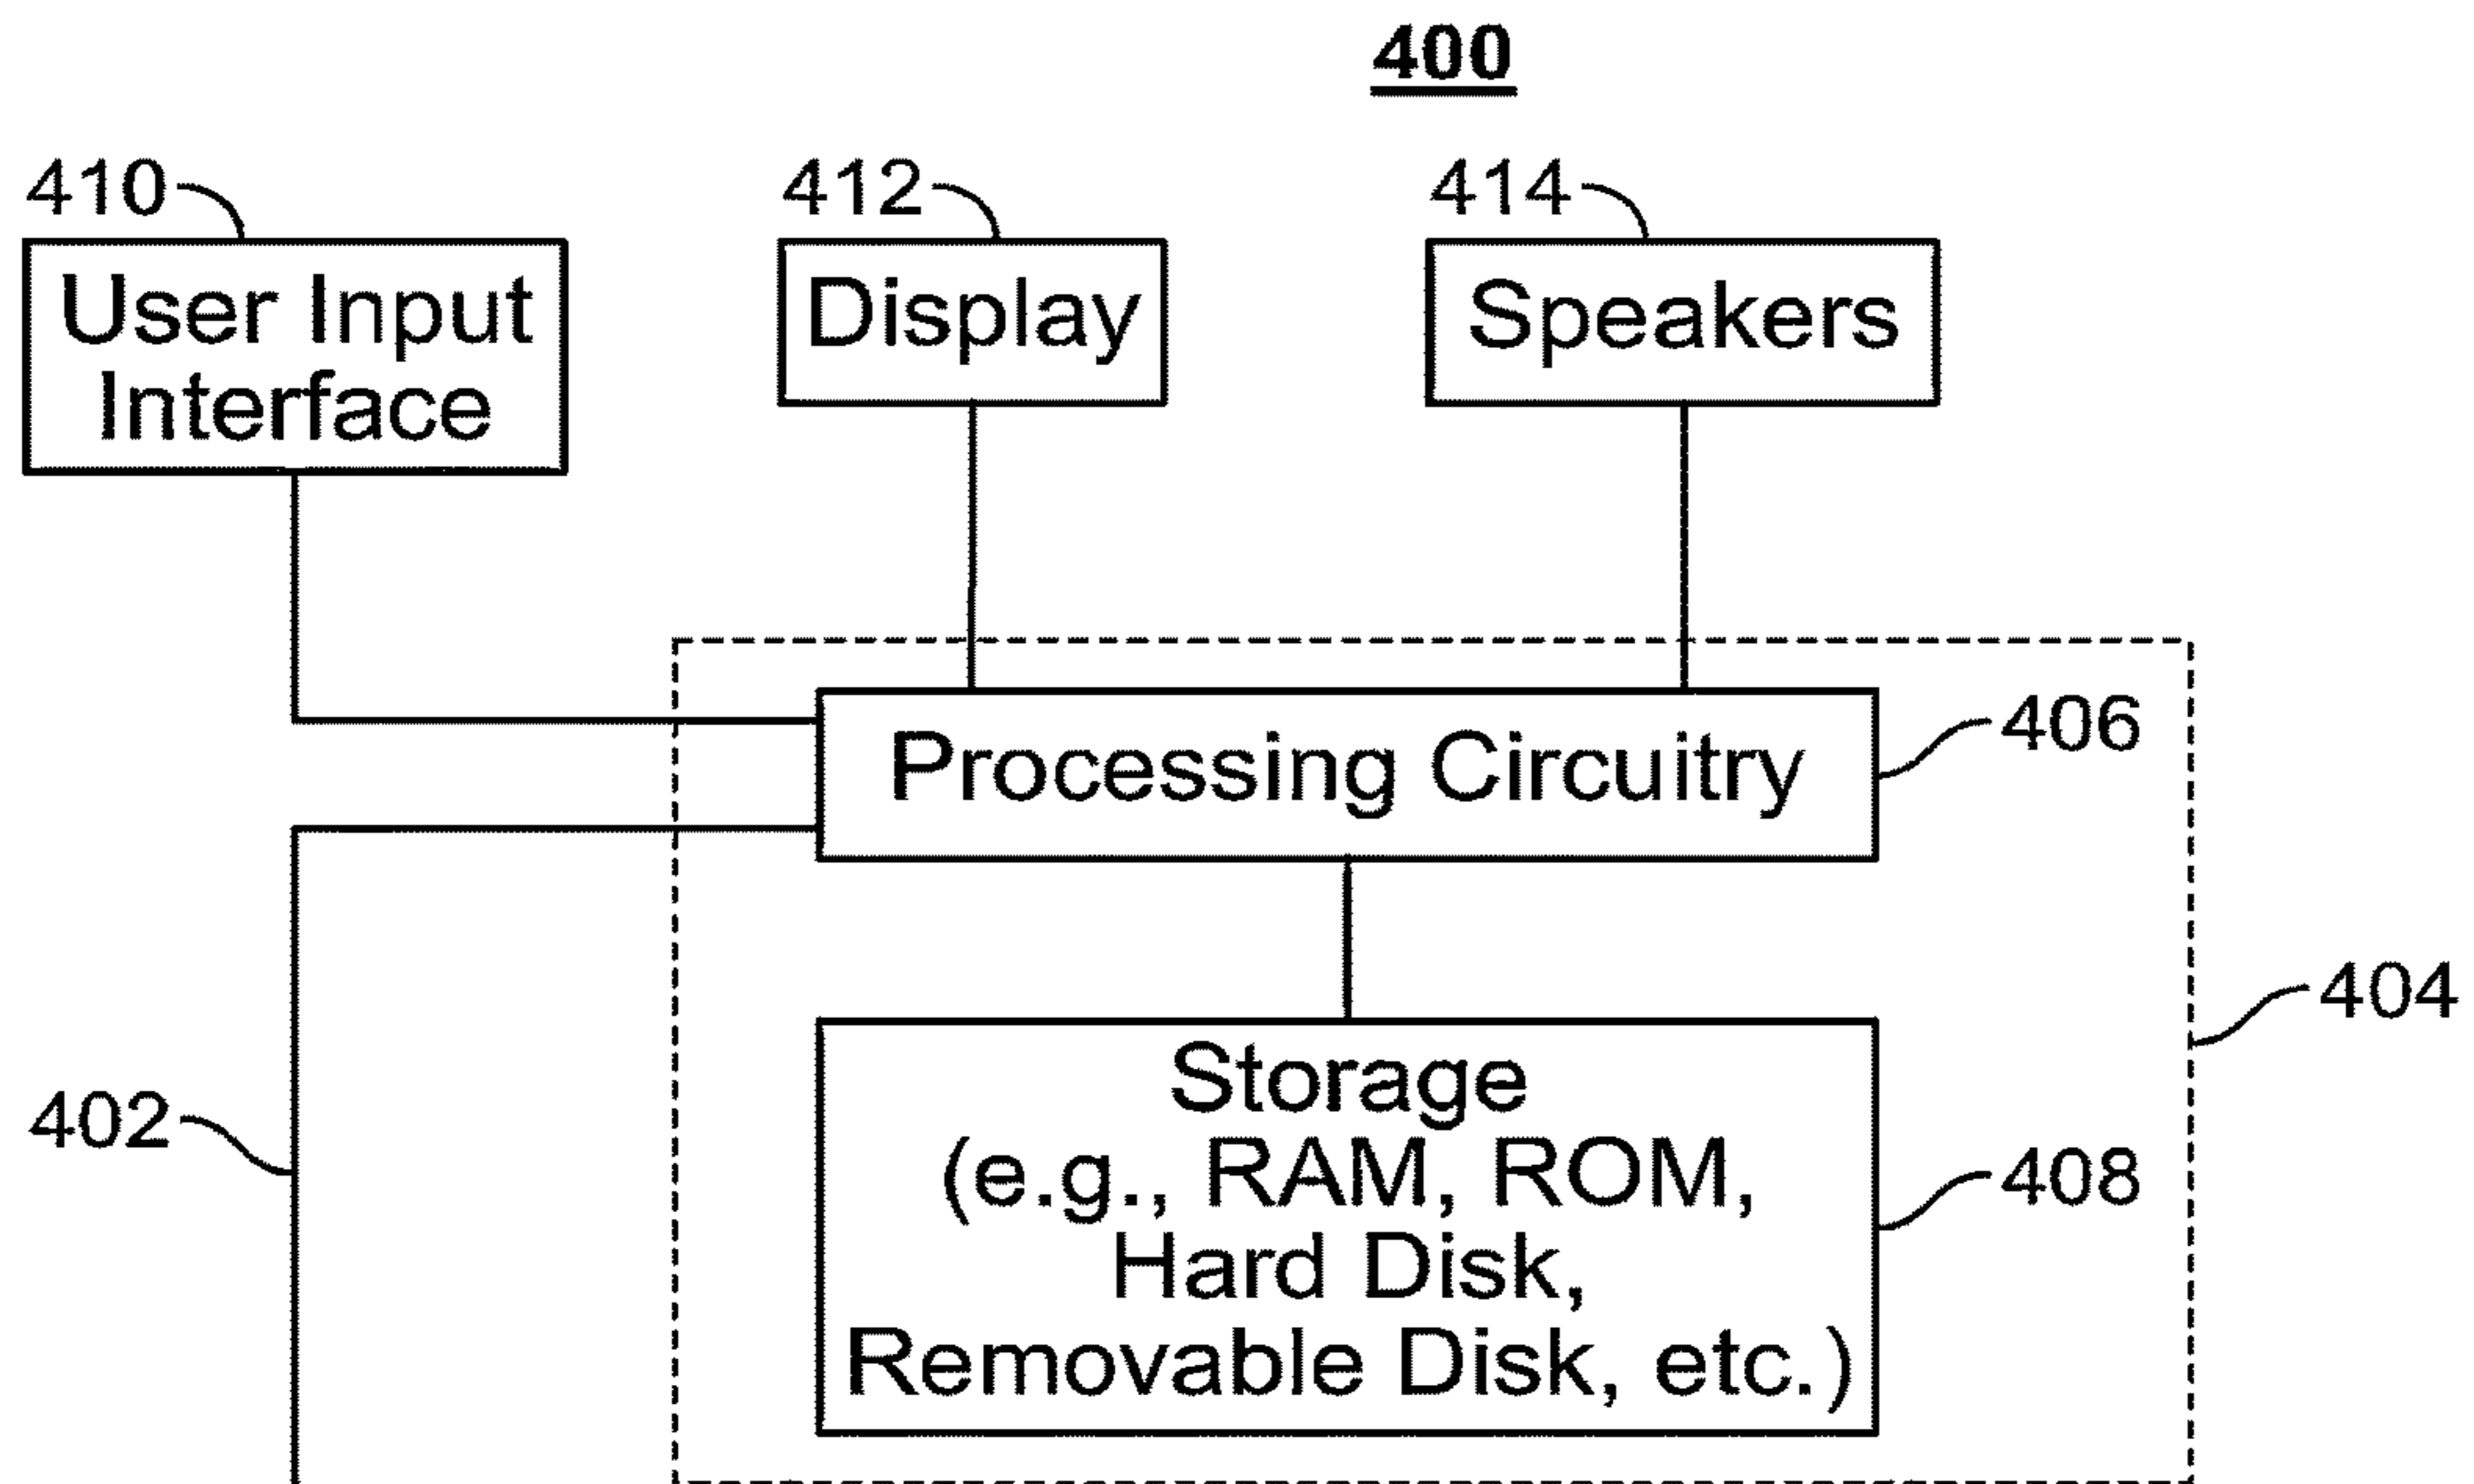 400
410
412
414
User Input
Interface
Display
Speakers
Processing Circuitry
406
404
Storage
(e.g., RAM, ROM,
Hard Disk,
Removable Disk, etc.)
402
408